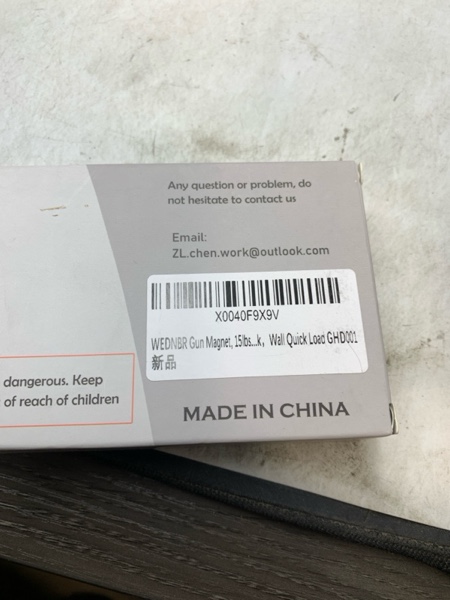 Any question or problem, do
not hesitate to contact us
Email:
ZL.chen.work@outlook.com
X0040F9X9V
WEDNBR Gun Magnet, 15lbs...k, Wall Quick Load GHD001
新品
dangerous. Keep
of reach of children
MADE IN CHINA